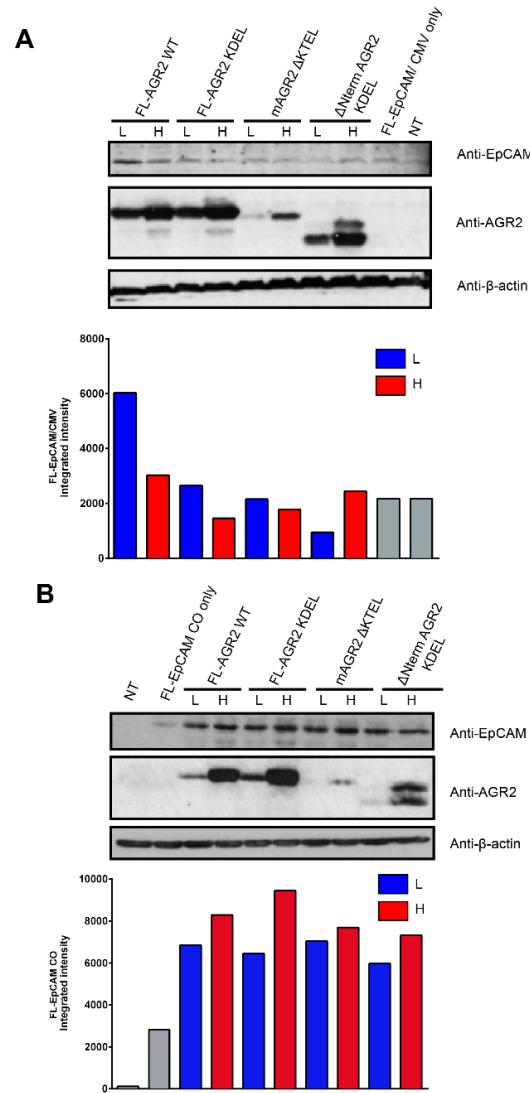 A
FL-AGR2 WT
FL-AGR2 KDEL
mAGR2 ΔKTEL
ΔNterm AGR2
KDEL
FL-EpCAM/ CMV only
NT
L H L H L H L H
Anti-EpCAM
Anti-AGR2
Anti-β-actin
8000
6000
4000
2000
0
FL-EpCAM/CMV
Integrated intensity
L
H
B
NT
FL-EpCAM CO only
FL-AGR2 WT
FL-AGR2 KDEL
mAGR2 ΔKTEL
ΔNterm AGR2
KDEL
L H L H L H L H
Anti-EpCAM
Anti-AGR2
Anti-β-actin
10000
8000
6000
4000
2000
0
FL-EpCAM CO
Integrated intensity
L
H